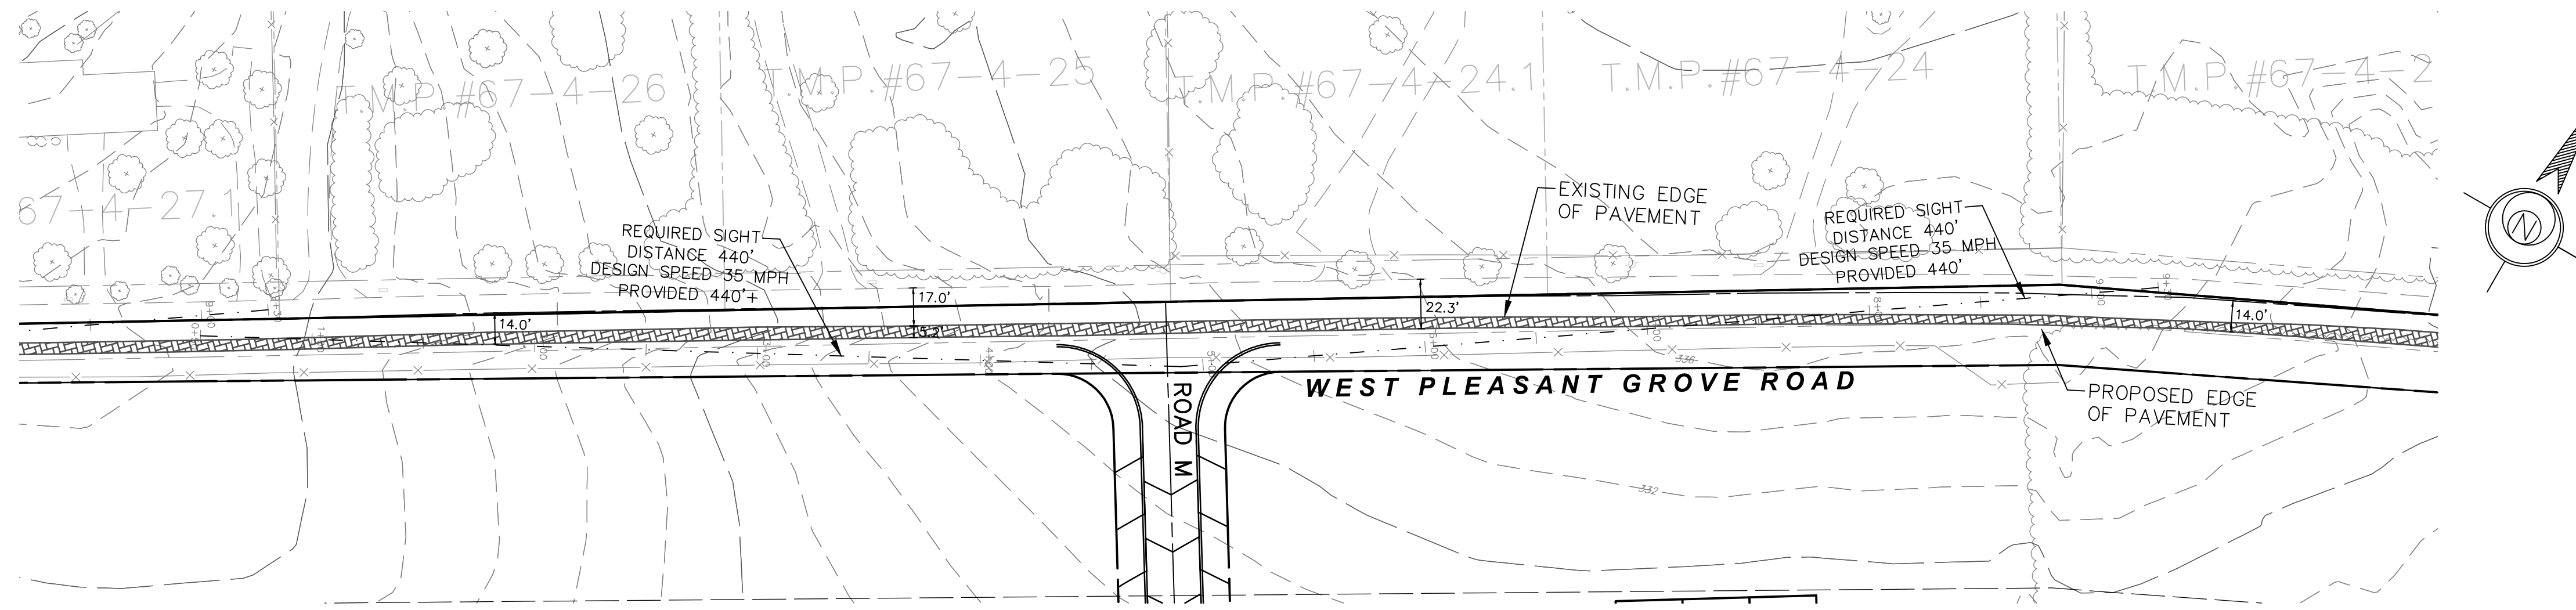 T.M.P.#67-4-26
T.M.P.#67-4-25
T.M.P.#67-4-24.1
T.M.P.#67-4-24
T.M.P.#67-4-2
67-4-27.1
EXISTING EDGE
OF PAVEMENT
REQUIRED SIGHT
DISTANCE 440'
DESIGN SPEED 35 MPH
PROVIDED 440'+
REQUIRED SIGHT
DISTANCE 440'
DESIGN SPEED 35 MPH
PROVIDED 440'
N
17.0'
22.3'
14.0'
5.2'
14.0'
336
WEST PLEASANT GROVE ROAD
ROAD M
PROPOSED EDGE
OF PAVEMENT
332